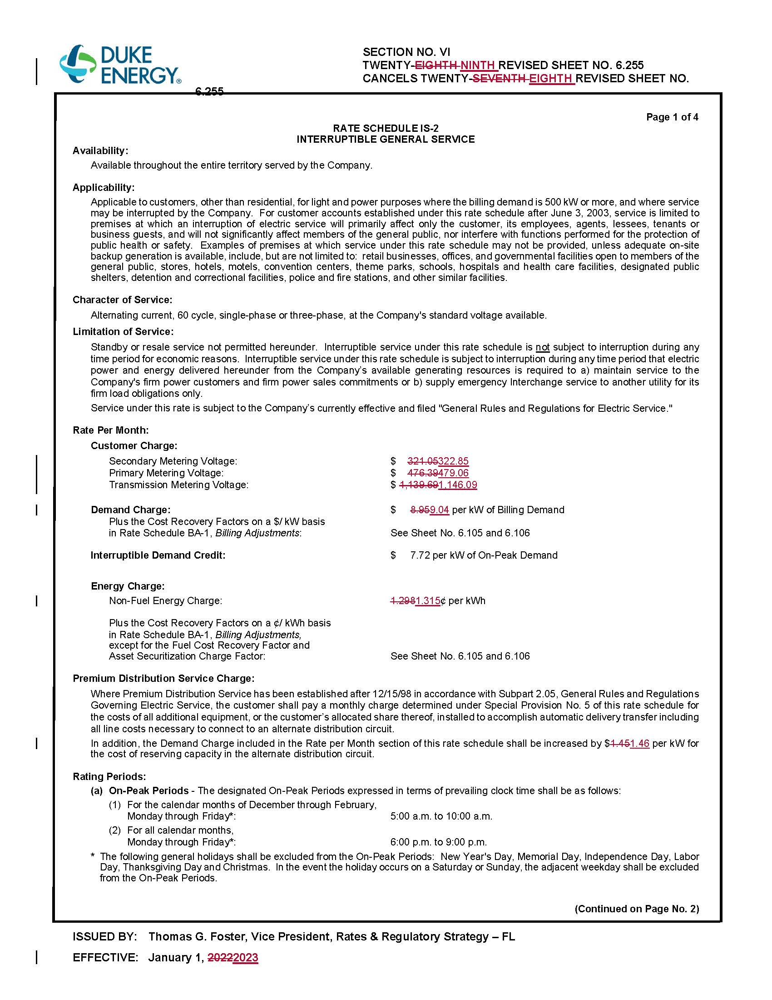 DUKE
ENERGY®
SECTION NO. VI
TWENTY-EIGHTH NINTH REVISED SHEET NO. 6.255
CANCELS TWENTY-SEVENTH EIGHTH REVISED SHEET NO.
6.255
Page 1 of 4
RATE SCHEDULE IS-2
INTERRUPTIBLE GENERAL SERVICE
Availability:
Available throughout the entire territory served by the Company.
Applicability:
Applicable to customers, other than residential, for light and power purposes where the billing demand is 500 kW or more, and where service
may be interrupted by the Company. For customer accounts established under this rate schedule after June 3, 2003, service is limited to
premises at which an interruption of electric service will primarily affect only the customer, its employees, agents, lessees, tenants or
business guests, and will not significantly affect members of the general public, nor interfere with functions performed for the protection of
public health or safety. Examples of premises at which service under this rate schedule may not be provided, unless adequate on-site
backup generation is available, include, but are not limited to: retail businesses, offices, and governmental facilities open to members of the
general public, stores, hotels, motels, convention centers, theme parks, schools, hospitals and health care facilities, designated public
shelters, detention and correctional facilities, police and fire stations, and other similar facilities.
Character of Service:
Alternating current, 60 cycle, single-phase or three-phase, at the Company's standard voltage available.
Limitation of Service:
Standby or resale service not permitted hereunder. Interruptible service under this rate schedule is not subject to interruption during any
time period for economic reasons. Interruptible service under this rate schedule is subject to interruption during any time period that electric
power and energy delivered hereunder from the Company’s available generating resources is required to a) maintain service to the
Company's firm power customers and firm power sales commitments or b) supply emergency Interchange service to another utility for its
firm load obligations only.
Service under this rate is subject to the Company’s currently effective and filed "General Rules and Regulations for Electric Service."
Rate Per Month:
Customer Charge:
Secondary Metering Voltage: $ 321.05322.85
Primary Metering Voltage: $ 476.39479.06
Transmission Metering Voltage: $ 1,139.691,146.09
Demand Charge: $ 8.959.04 per kW of Billing Demand
Plus the Cost Recovery Factors on a $/ kW basis
in Rate Schedule BA-1, Billing Adjustments: See Sheet No. 6.105 and 6.106
Interruptible Demand Credit: $ 7.72 per kW of On-Peak Demand
Energy Charge:
Non-Fuel Energy Charge: 1.2981.315¢ per kWh
Plus the Cost Recovery Factors on a ¢/ kWh basis
in Rate Schedule BA-1, Billing Adjustments,
except for the Fuel Cost Recovery Factor and
Asset Securitization Charge Factor: See Sheet No. 6.105 and 6.106
Premium Distribution Service Charge:
Where Premium Distribution Service has been established after 12/15/98 in accordance with Subpart 2.05, General Rules and Regulations
Governing Electric Service, the customer shall pay a monthly charge determined under Special Provision No. 5 of this rate schedule for
the costs of all additional equipment, or the customer’s allocated share thereof, installed to accomplish automatic delivery transfer including
all line costs necessary to connect to an alternate distribution circuit.
In addition, the Demand Charge included in the Rate per Month section of this rate schedule shall be increased by $1.451.46 per kW for
the cost of reserving capacity in the alternate distribution circuit.
Rating Periods:
(a) On-Peak Periods - The designated On-Peak Periods expressed in terms of prevailing clock time shall be as follows:
(1) For the calendar months of December through February,
Monday through Friday*: 5:00 a.m. to 10:00 a.m.
(2) For all calendar months,
Monday through Friday*: 6:00 p.m. to 9:00 p.m.
* The following general holidays shall be excluded from the On-Peak Periods: New Year's Day, Memorial Day, Independence Day, Labor
Day, Thanksgiving Day and Christmas. In the event the holiday occurs on a Saturday or Sunday, the adjacent weekday shall be excluded
from the On-Peak Periods.
(Continued on Page No. 2)
ISSUED BY: Thomas G. Foster, Vice President, Rates & Regulatory Strategy – FL
EFFECTIVE: January 1, 20222023